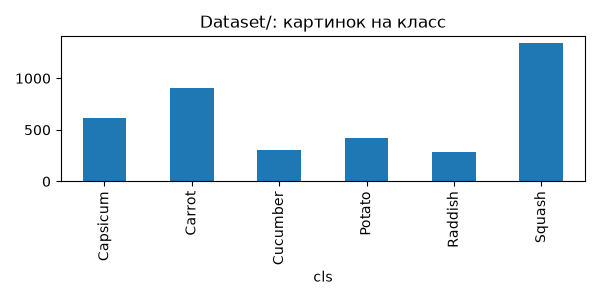 Dataset/: картинок на класс
1000
500
0
Capsicum
Carrot
Cucumber
Potato
Raddish
Squash
cls